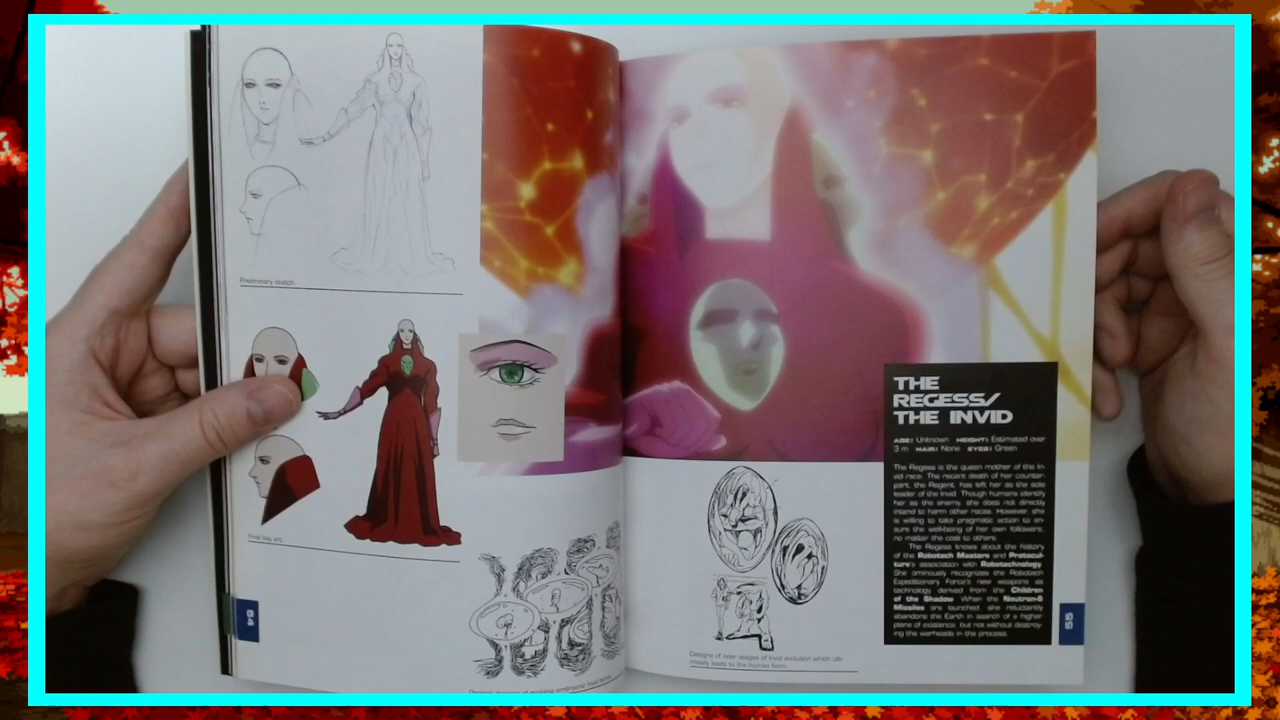 Preliminary sketch.
Final key art.
54
THE
REGESS/
THE INVID
AGE: Unknown HEIGHT: Estimated over
3 m HAIR: None EYES: Green
The Regess is the queen mother of the In-
vid race. The recent death of her counter-
part, the Regent, has left her as the sole
leader of the Invid. Though humans identify
her as the enemy, she does not directly
intend to harm other races. However, she
is willing to take pragmatic action to en-
sure the well-being of her own followers,
no matter the cost to others.
The Regess knows about the history
of the Robotech Masters and Protocul-
ture's association with Robotechnology.
She ominously recognizes the Robotech
Expeditionary Force's new weapons as
technology derived from the Children
of the Shadow. When the Neutron-S
Missiles are launched, she reluctantly
abandons the Earth in search of a higher
plane of existence, but not without destroy-
ing the warheads in the process.
Designs of later stages of Invid evolution which ulti-
mately leads to the human form.
55